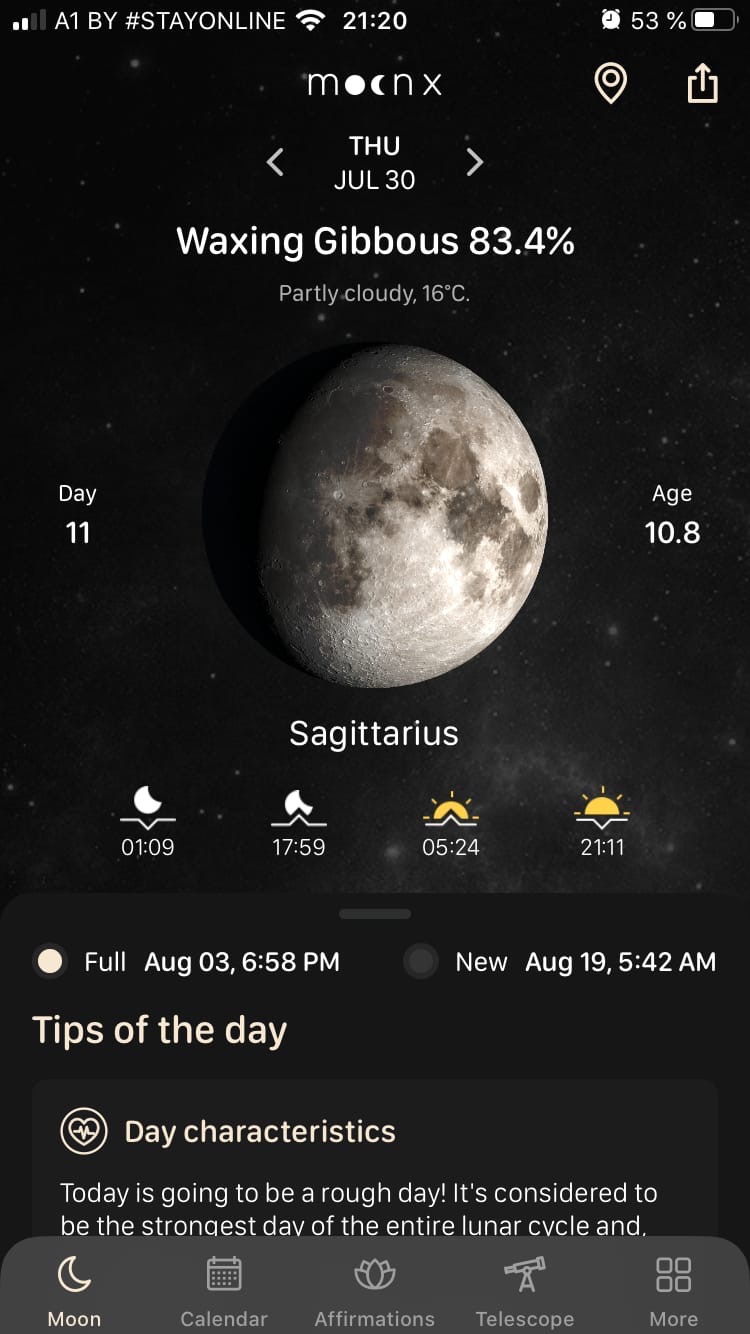 A1 BY #STAYONLINE 21:20 53 %
moonx
THU
JUL 30
Waxing Gibbous 83.4%
Partly cloudy, 16°C.
Day
11
Age
10.8
Sagittarius
01:09 17:59 05:24 21:11
Full Aug 03, 6:58 PM New Aug 19, 5:42 AM
Tips of the day
Day characteristics
Today is going to be a rough day! It's considered to
be the strongest day of the entire lunar cycle and,
Moon Calendar Affirmations Telescope More